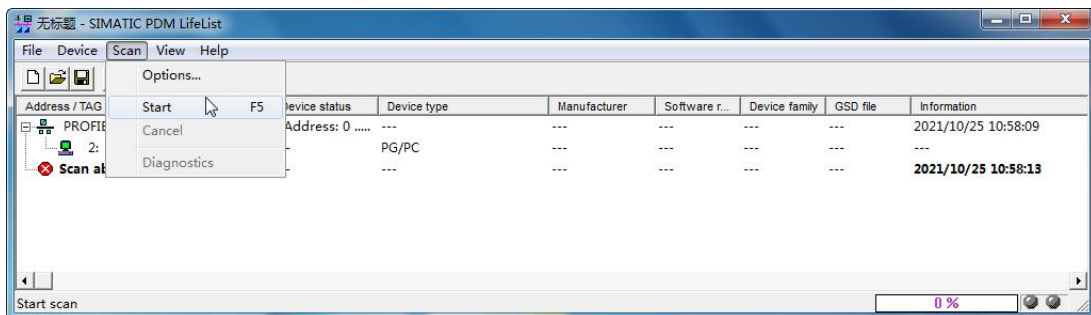 无标题 - SIMATIC PDM LifeList
File Device Scan View Help
Options...
Start F5
Cancel
Diagnostics
Address / TAG Device status Device type Manufacturer Software r... Device family GSD file Information
Address: 0 ..... --- --- --- --- --- 2021/10/25 10:58:09
2: PG/PC --- --- --- --- ---
Scan --- --- --- --- --- 2021/10/25 10:58:13
Start scan 0 %